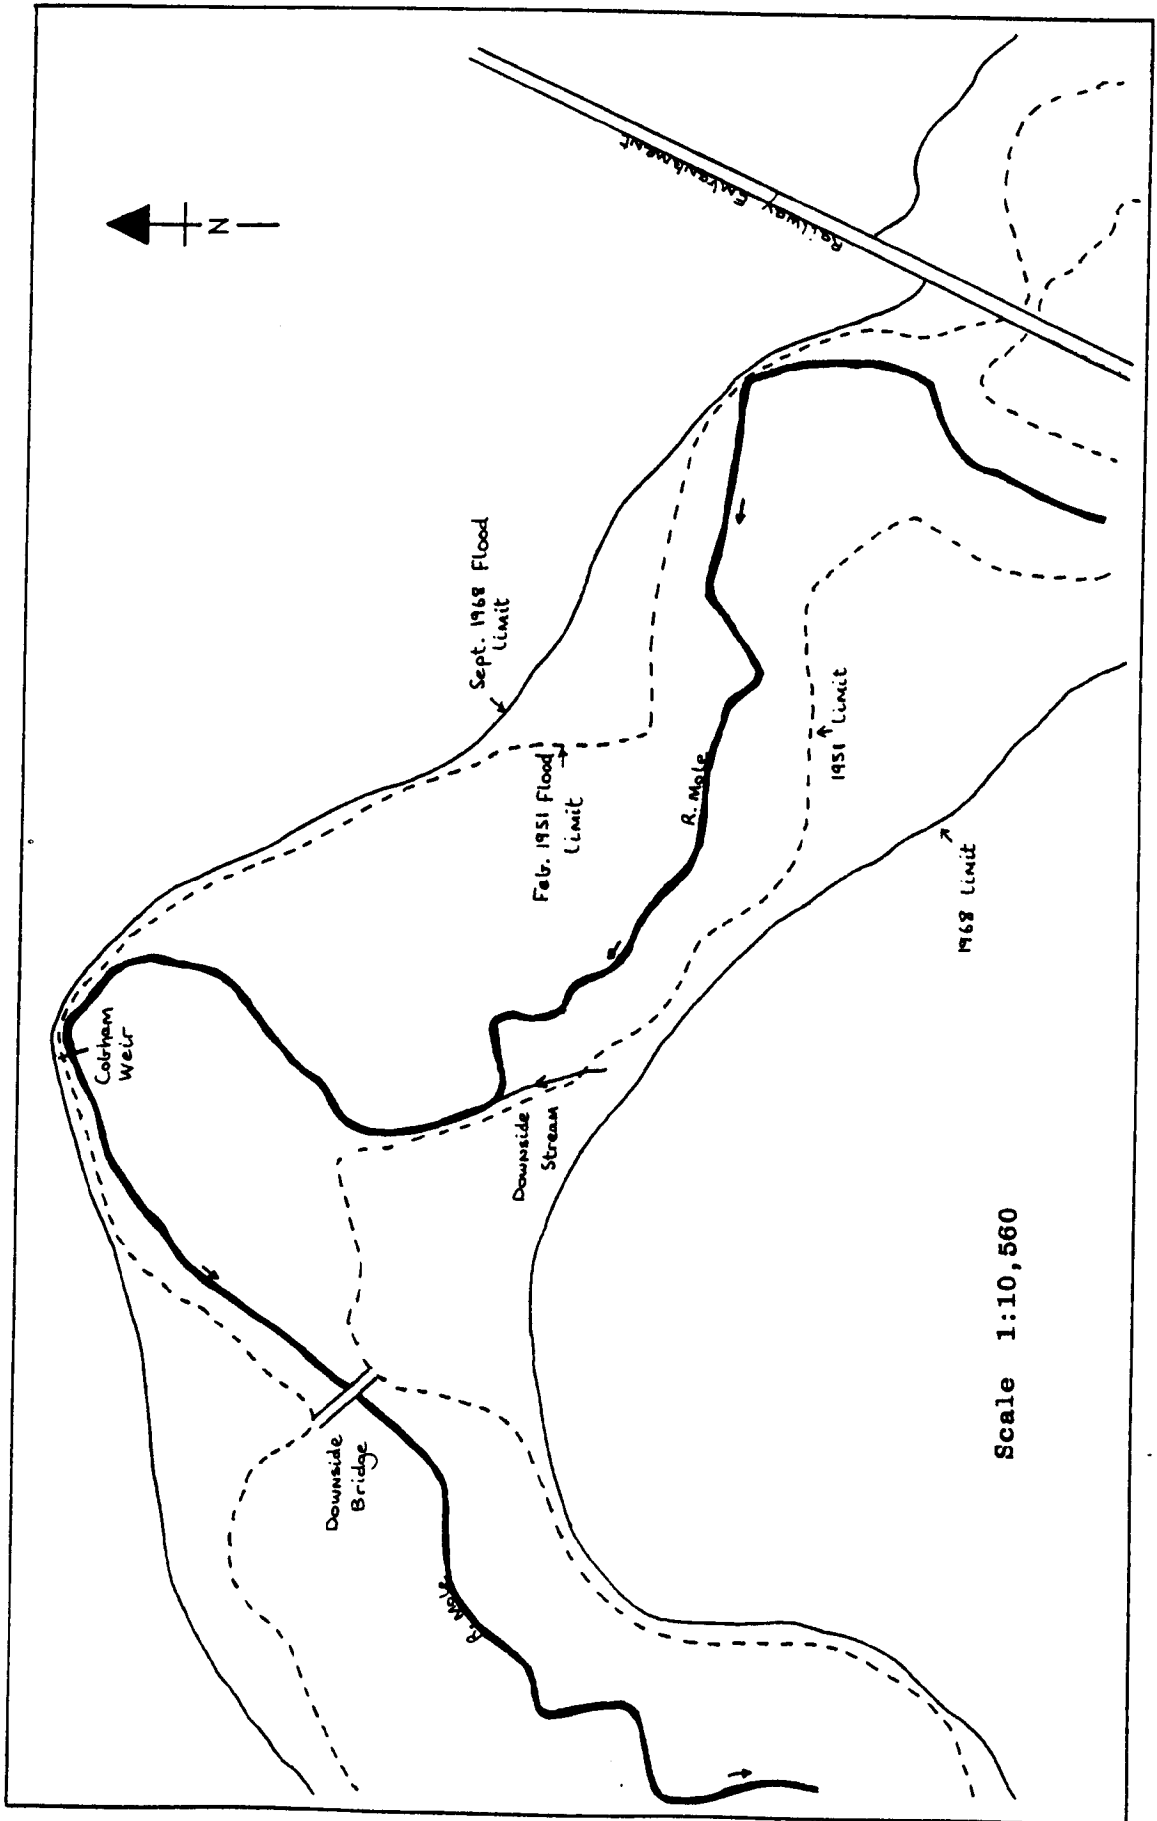 N
Railway Embankment
Sept. 1968 Flood
Limit
Feb. 1951 Flood
Limit
R. Mole
1951 Limit
1968 Limit
Cobham
Weir
Downside
Stream
Downside
Bridge
R. Mole
Scale 1:10,560